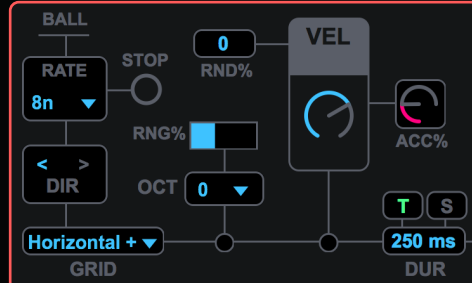 BALL
RATE
8n
STOP
0
RND%
VEL
RNG%
ACC%
< >
DIR
OCT
0
T
S
Horizontal +
250 ms
GRID
DUR